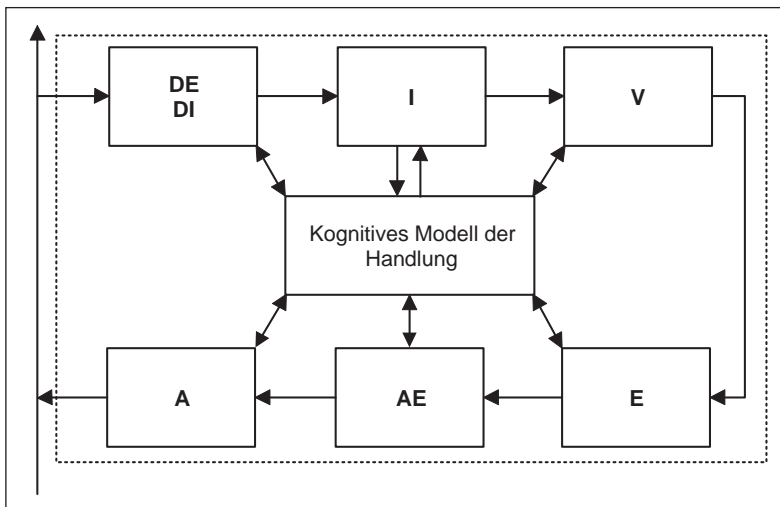 DE
DI
I
V
Kognitives Modell der
Handlung
A
AE
E